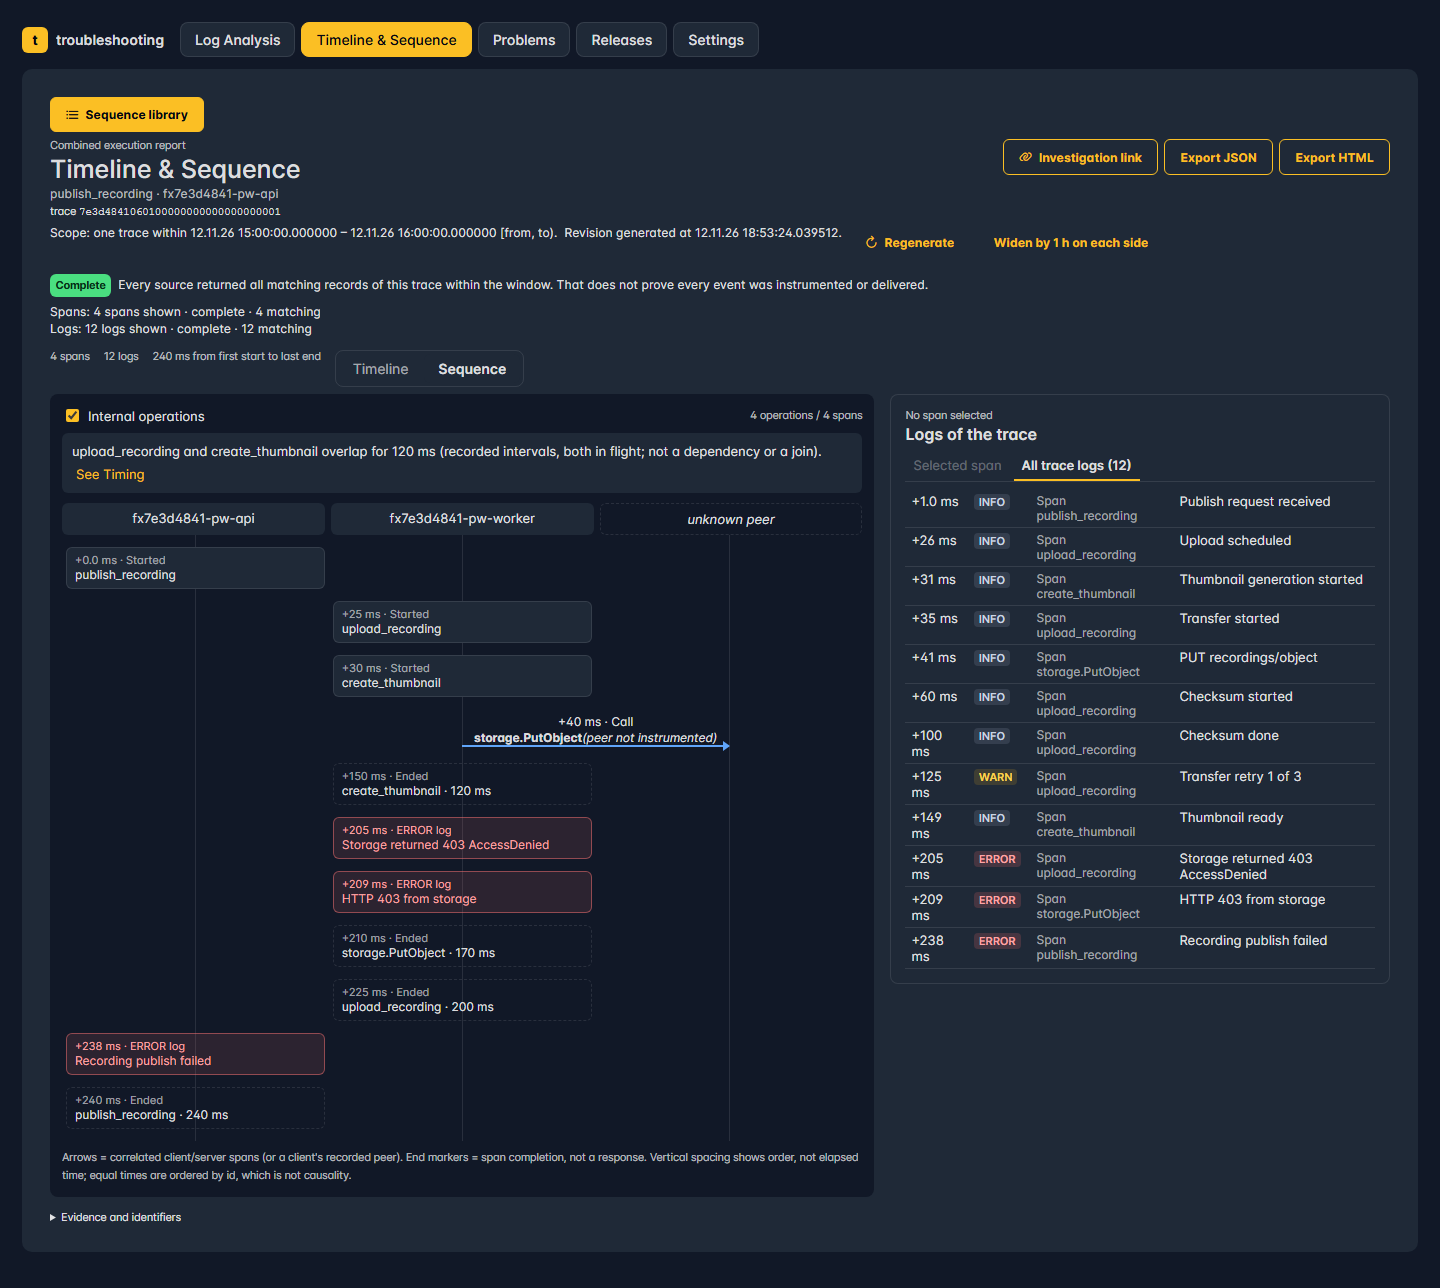 t troubleshooting Log Analysis Timeline & Sequence Problems Releases Settings
Sequence library
Combined execution report
Timeline & Sequence
publish_recording · fx7e3d4841-pw-api
trace 7e3d4841060100000000000000000001
Investigation link Export JSON Export HTML
Scope: one trace within 12.11.26 15:00:00.000000 – 12.11.26 16:00:00.000000 [from, to). Revision generated at 12.11.26 18:53:24.039512. Regenerate Widen by 1 h on each side
Complete Every source returned all matching records of this trace within the window. That does not prove every event was instrumented or delivered.
Spans: 4 spans shown · complete · 4 matching
Logs: 12 logs shown · complete · 12 matching
4 spans 12 logs 240 ms from first start to last end Timeline Sequence
Internal operations 4 operations / 4 spans
upload_recording and create_thumbnail overlap for 120 ms (recorded intervals, both in flight; not a dependency or a join).
See Timing
fx7e3d4841-pw-api fx7e3d4841-pw-worker unknown peer
+0.0 ms · Started
publish_recording
+25 ms · Started
upload_recording
+30 ms · Started
create_thumbnail
+40 ms · Call
storage.PutObject(peer not instrumented)
+150 ms · Ended
create_thumbnail · 120 ms
+205 ms · ERROR log
Storage returned 403 AccessDenied
+209 ms · ERROR log
HTTP 403 from storage
+210 ms · Ended
storage.PutObject · 170 ms
+225 ms · Ended
upload_recording · 200 ms
+238 ms · ERROR log
Recording publish failed
+240 ms · Ended
publish_recording · 240 ms
Arrows = correlated client/server spans (or a client's recorded peer). End markers = span completion, not a response. Vertical spacing shows order, not elapsed
time; equal times are ordered by id, which is not causality.
Evidence and identifiers
No span selected
Logs of the trace
Selected span All trace logs (12)
+1.0 ms INFO Span Publish request received
publish_recording
+26 ms INFO Span Upload scheduled
upload_recording
+31 ms INFO Span Thumbnail generation started
create_thumbnail
+35 ms INFO Span Transfer started
upload_recording
+41 ms INFO Span PUT recordings/object
storage.PutObject
+60 ms INFO Span Checksum started
upload_recording
+100 INFO Span Checksum done
ms upload_recording
+125 WARN Span Transfer retry 1 of 3
ms upload_recording
+149 INFO Span Thumbnail ready
ms create_thumbnail
+205 ERROR Span Storage returned 403
ms upload_recording AccessDenied
+209 ERROR Span HTTP 403 from storage
ms storage.PutObject
+238 ERROR Span Recording publish failed
ms publish_recording